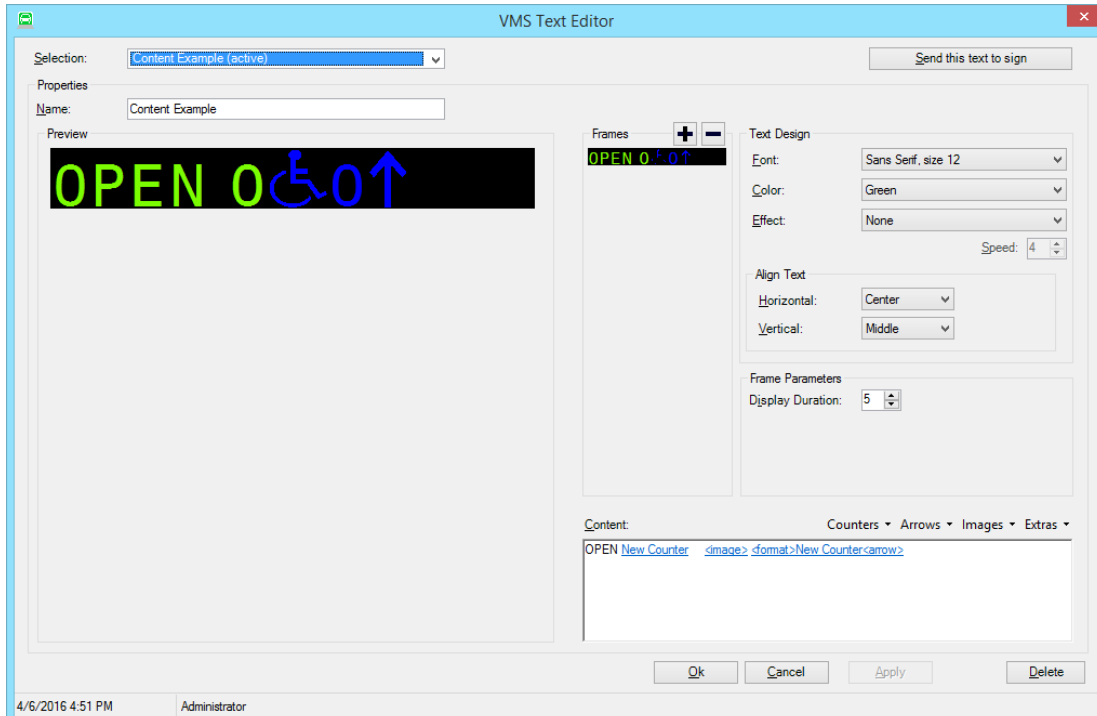 VMS Text Editor
Selection: Content Example (active) Send this text to sign
Properties
Name: Content Example
Preview
OPEN 0 0
Frames
OPEN 0 0
Text Design
Font: Sans Serif, size 12
Color: Green
Effect: None
Speed: 4
Align Text
Horizontal: Center
Vertical: Middle
Frame Parameters
Display Duration: 5
Content: Counters Arrows Images Extras
OPEN New Counter <image> <format>New Counter<arrow>
Ok Cancel Apply Delete
4/6/2016 4:51 PM Administrator